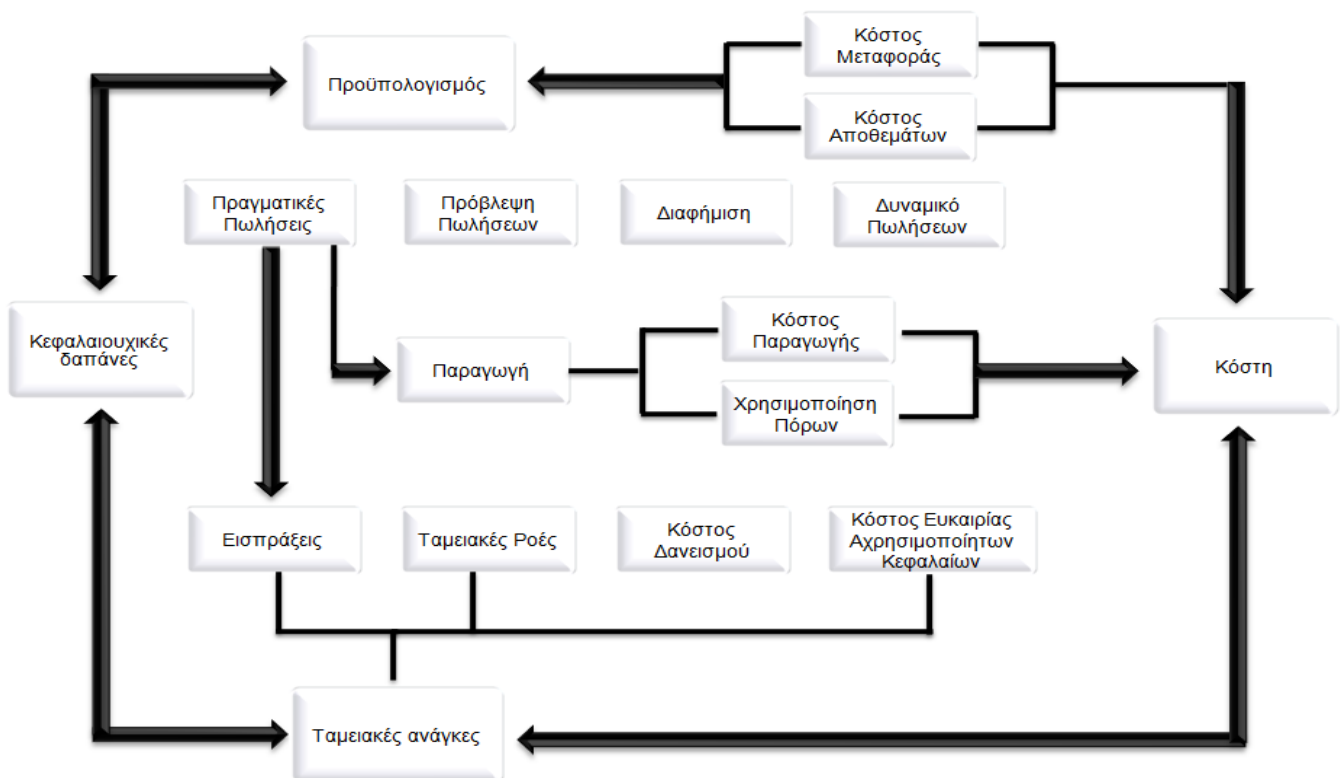 Κόστος
Μεταφοράς
Προϋπολογισμός
Κόστος
Αποθεμάτων
Πραγματικές
Πωλήσεις
Πρόβλεψη
Πωλήσεων
Διαφήμιση
Δυναμικό
Πωλήσεων
Κεφαλαιουχικές
δαπάνες
Κόστος
Παραγωγής
Παραγωγή
Κόστη
Χρησιμοποίηση
Πόρων
Εισπράξεις
Ταμειακές Ροές
Κόστος
Δανεισμού
Κόστος Ευκαιρίας
Αχρησιμοποίητων
Κεφαλαίων
Ταμειακές ανάγκες